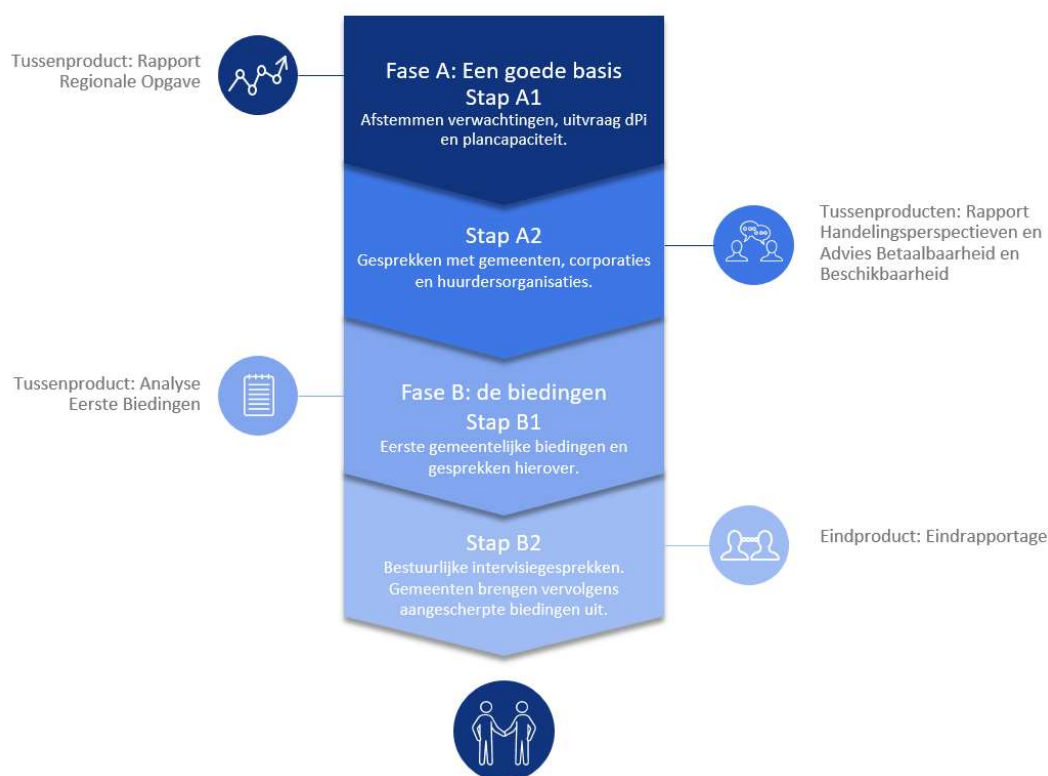 Tussenproduct: Rapport
Regionale Opgave
Fase A: Een goede basis
Stap A1
Afstemmen verwachtingen, uitvraag dPi
en plancapaciteit.
Stap A2
Gesprekken met gemeenten, corporaties
en huurdersorganisaties.
Tussenproducten: Rapport
Handelingsperspectieven en
Advies Betaalbaarheid en
Beschikbaarheid
Tussenproduct: Analyse
Eerste Biedingen
Fase B: de biedingen
Stap B1
Eerste gemeentelijke biedingen en
gesprekken hierover.
Stap B2
Bestuurlijke intervisiegesprekken.
Gemeenten brengen vervolgens
aangescherpte biedingen uit.
Eindproduct: Eindrapportage